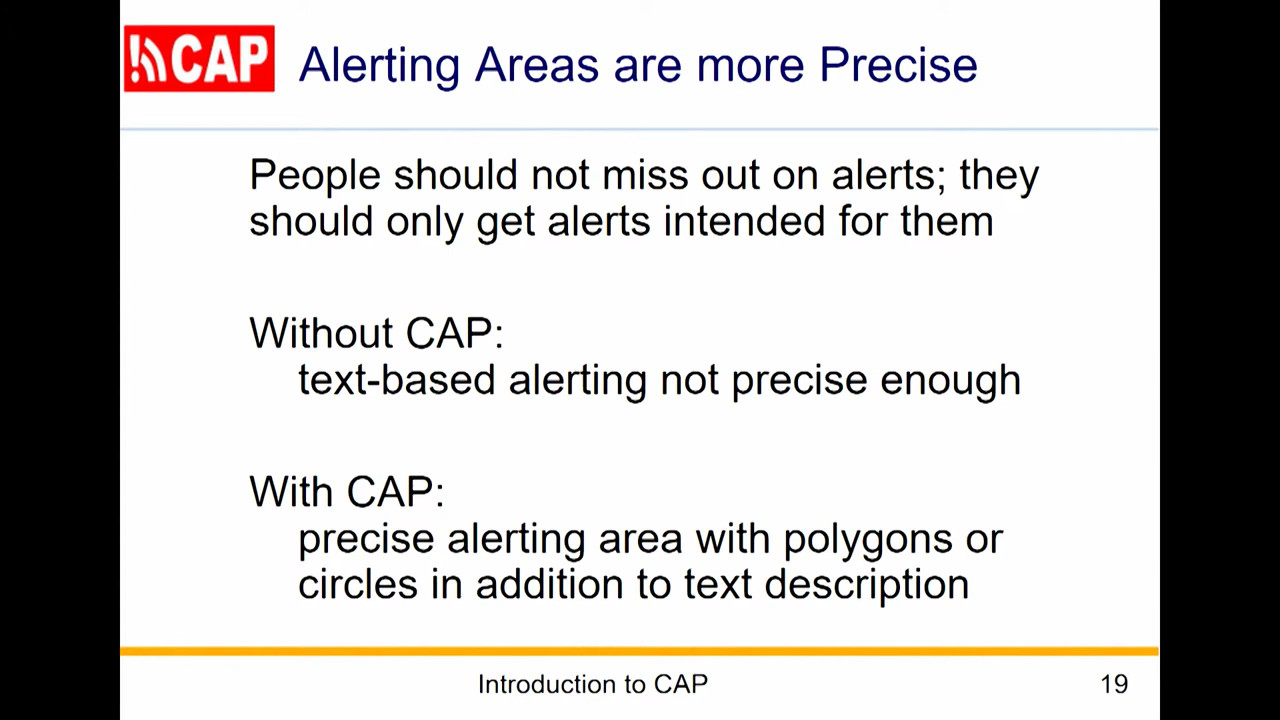 CAP
Alerting Areas are more Precise
People should not miss out on alerts; they
should only get alerts intended for them
Without CAP:
text-based alerting not precise enough
With CAP:
precise alerting area with polygons or
circles in addition to text description
Introduction to CAP
19